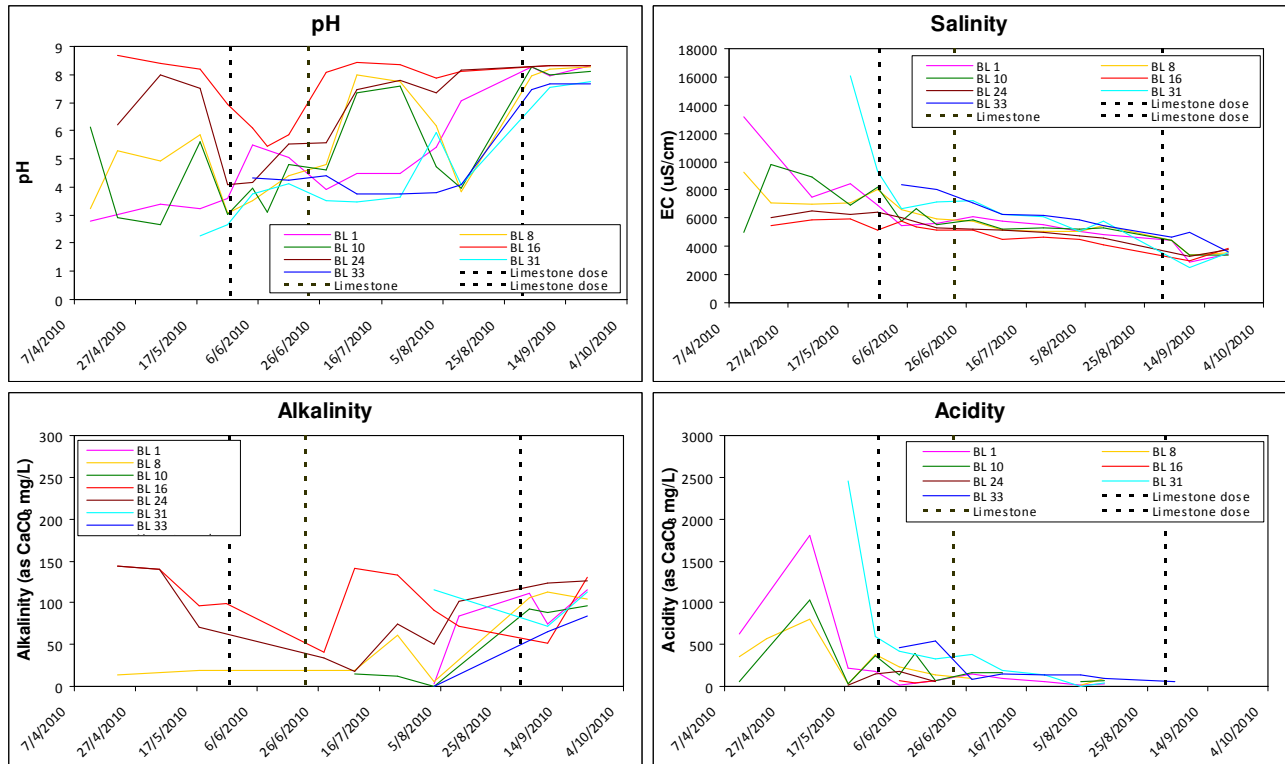 pH
9
8
7
6
5
4
3
2
1
0
pH
BL 1
BL 8
BL 10
BL 16
BL 24
BL 31
BL 33
Limestone dose
Limestone
Limestone dose
7/4/2010
27/4/2010
17/5/2010
6/6/2010
26/6/2010
16/7/2010
5/8/2010
25/8/2010
14/9/2010
4/10/2010
Salinity
18000
16000
14000
12000
10000
8000
6000
4000
2000
0
EC (uS/cm)
BL 1
BL 8
BL 10
BL 16
BL 24
BL 31
BL 33
Limestone dose
Limestone
Limestone dose
7/4/2010
27/4/2010
17/5/2010
6/6/2010
26/6/2010
16/7/2010
5/8/2010
25/8/2010
14/9/2010
4/10/2010
Alkalinity
300
250
200
150
100
50
0
Alkalinity (as CaC0₃ mg/L)
BL 1
BL 8
BL 10
BL 16
BL 24
BL 31
BL 33
7/4/2010
27/4/2010
17/5/2010
6/6/2010
26/6/2010
16/7/2010
5/8/2010
25/8/2010
14/9/2010
4/10/2010
Acidity
3000
2500
2000
1500
1000
500
0
Acidity (as CaC0₃ mg/L)
BL 1
BL 8
BL 10
BL 16
BL 24
BL 31
BL 33
Limestone dose
Limestone
Limestone dose
7/4/2010
27/4/2010
17/5/2010
6/6/2010
26/6/2010
16/7/2010
5/8/2010
25/8/2010
14/9/2010
4/10/2010